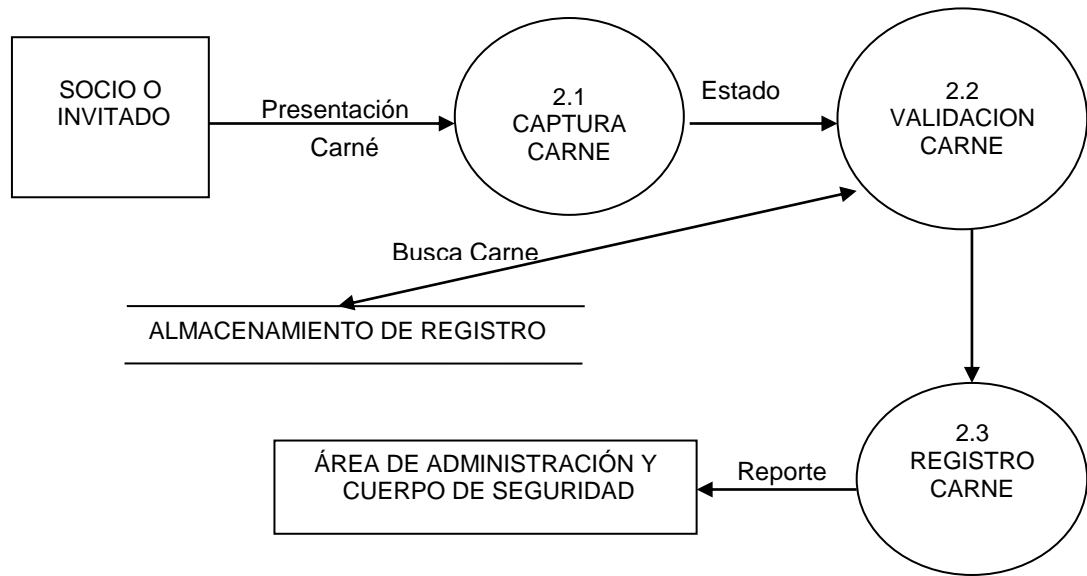 SOCIO O
INVITADO
Presentación
Carné
2.1
CAPTURA
CARNE
Estado
2.2
VALIDACION
CARNE
Busca Carne
ALMACENAMIENTO DE REGISTRO
2.3
REGISTRO
CARNE
Reporte
ÁREA DE ADMINISTRACIÓN Y
CUERPO DE SEGURIDAD